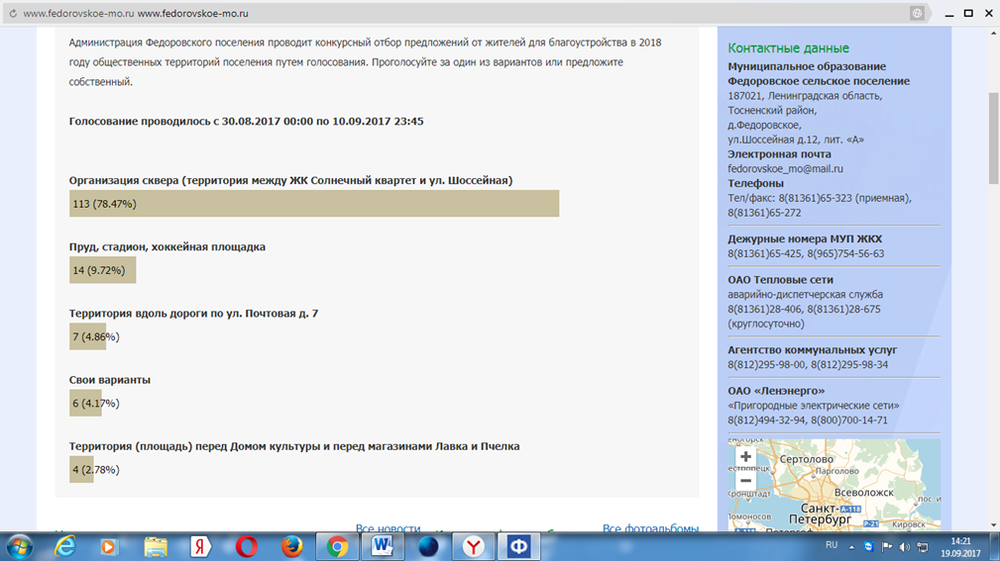 www.fedorovskoe-mo.ru www.fedorovskoe-mo.ru
Администрация Федоровского поселения проводит конкурсный отбор предложений от жителей для благоустройства в 2018
году общественных территорий поселения путем голосования. Проголосуйте за один из вариантов или предложите
собственный.
Голосование проводилось с 30.08.2017 00:00 по 10.09.2017 23:45
Организация сквера (территория между ЖК Солнечный квартет и ул. Шоссейная)
113 (78.47%)
Пруд, стадион, хоккейная площадка
14 (9.72%)
Территория вдоль дороги по ул. Почтовая д. 7
7 (4.86%)
Свои варианты
6 (4.17%)
Территория (площадь) перед Домом культуры и перед магазинами Лавка и Пчелка
4 (2.78%)
Все новости
Все фотоальбомы
Контактные данные
Муниципальное образование
Федоровское сельское поселение
187021, Ленинградская область,
Тосненский район,
д.Федоровское,
ул.Шоссейная д.12, лит. «А»
Электронная почта
fedorovskoe_mo@mail.ru
Телефоны
Тел/факс: 8(81361)65-323 (приемная),
8(81361)65-272
Дежурные номера МУП ЖКХ
8(81361)65-425, 8(965)754-56-63
ОАО Тепловые сети
аварийно-диспетчерская служба
8(81361)28-406, 8(81361)28-675
(круглосуточно)
Агентство коммунальных услуг
8(812)295-98-00, 8(812)295-98-34
ОАО «Ленэнерго»
«Пригородные электрические сети»
8(812)494-32-94, 8(800)700-14-71
Сертолово
Парголово
Всеволожск
Кронштадт
Санкт-
Петербург
А-118
Р-21
Ломоносов
Кировск
RU
14:21
19.09.2017